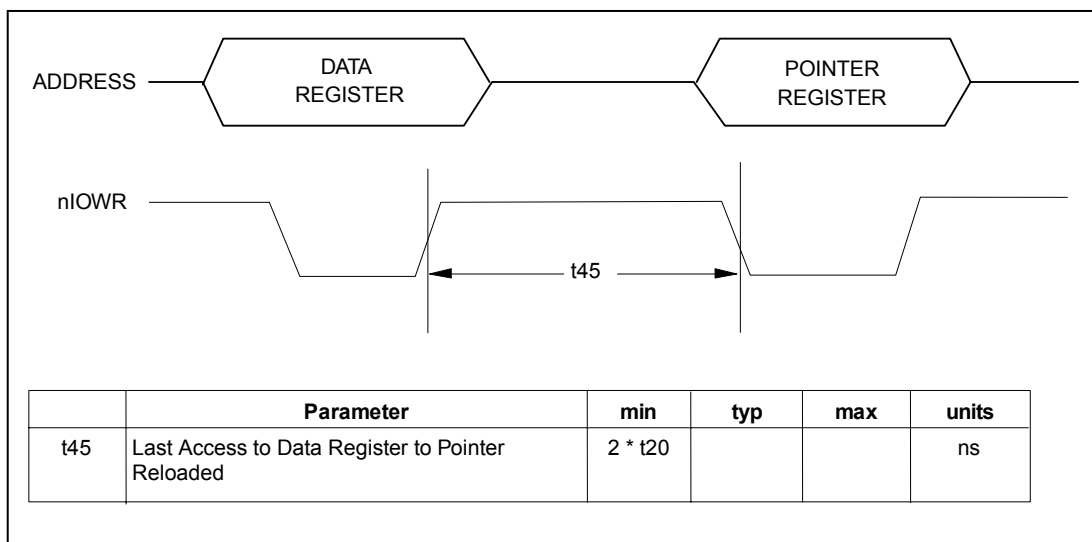 ADDRESS
DATA
REGISTER
POINTER
REGISTER
nIOWR
t45
Parameter min typ max units
t45 Last Access to Data Register to Pointer 2 * t20 ns
Reloaded